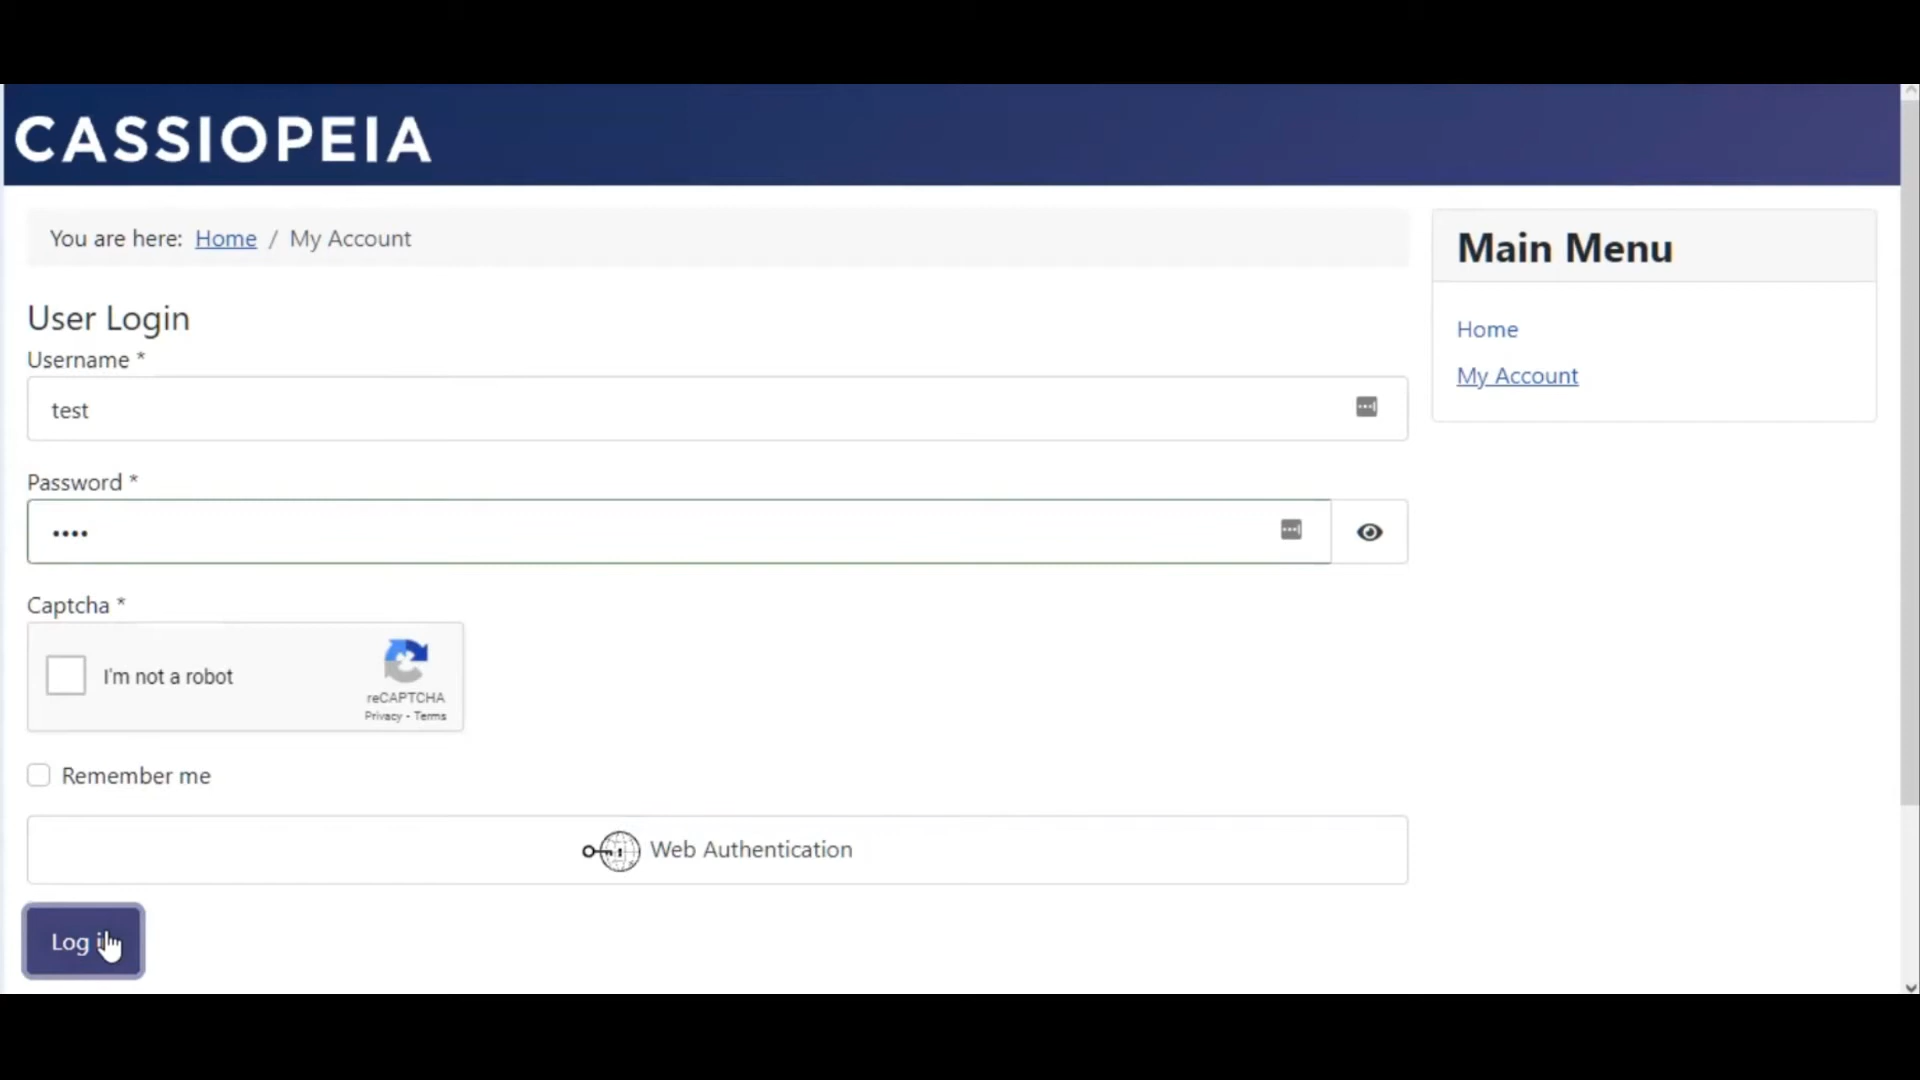 CASSIOPEIA
You are here: Home / My Account
Main Menu
Home
My Account
User Login
Username *
test
Password *
••••
Captcha *
I'm not a robot
reCAPTCHA
Privacy - Terms
Remember me
Web Authentication
Log